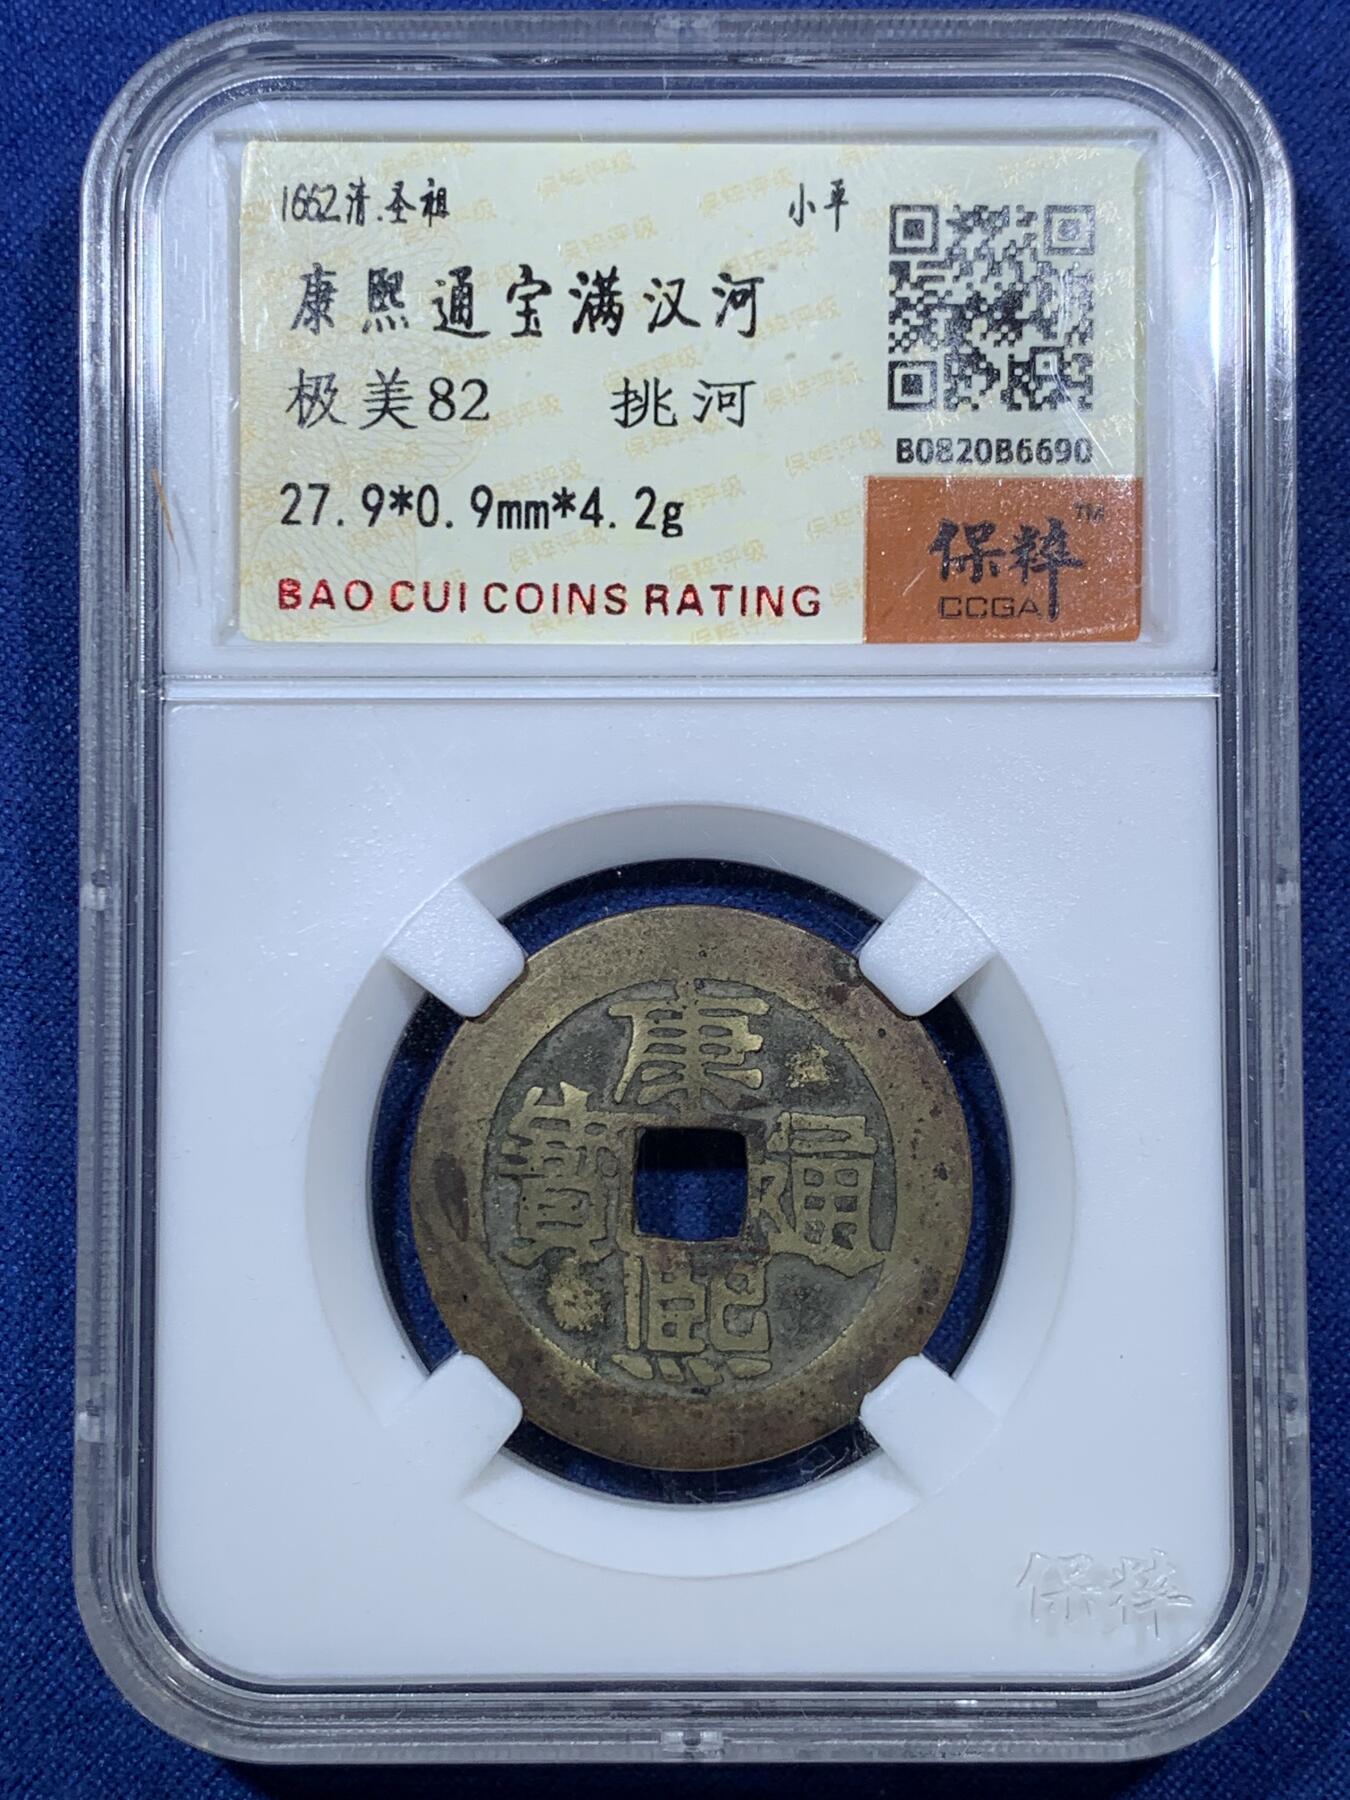 1662清.圣祖 小平
康熙通宝满汉河
极美82 挑河
27.9*0.9mm*4.2g
BAO CUI COINS RATING
B0820B6690
保粹™
CCGA
康
寶 通
熙
保粹